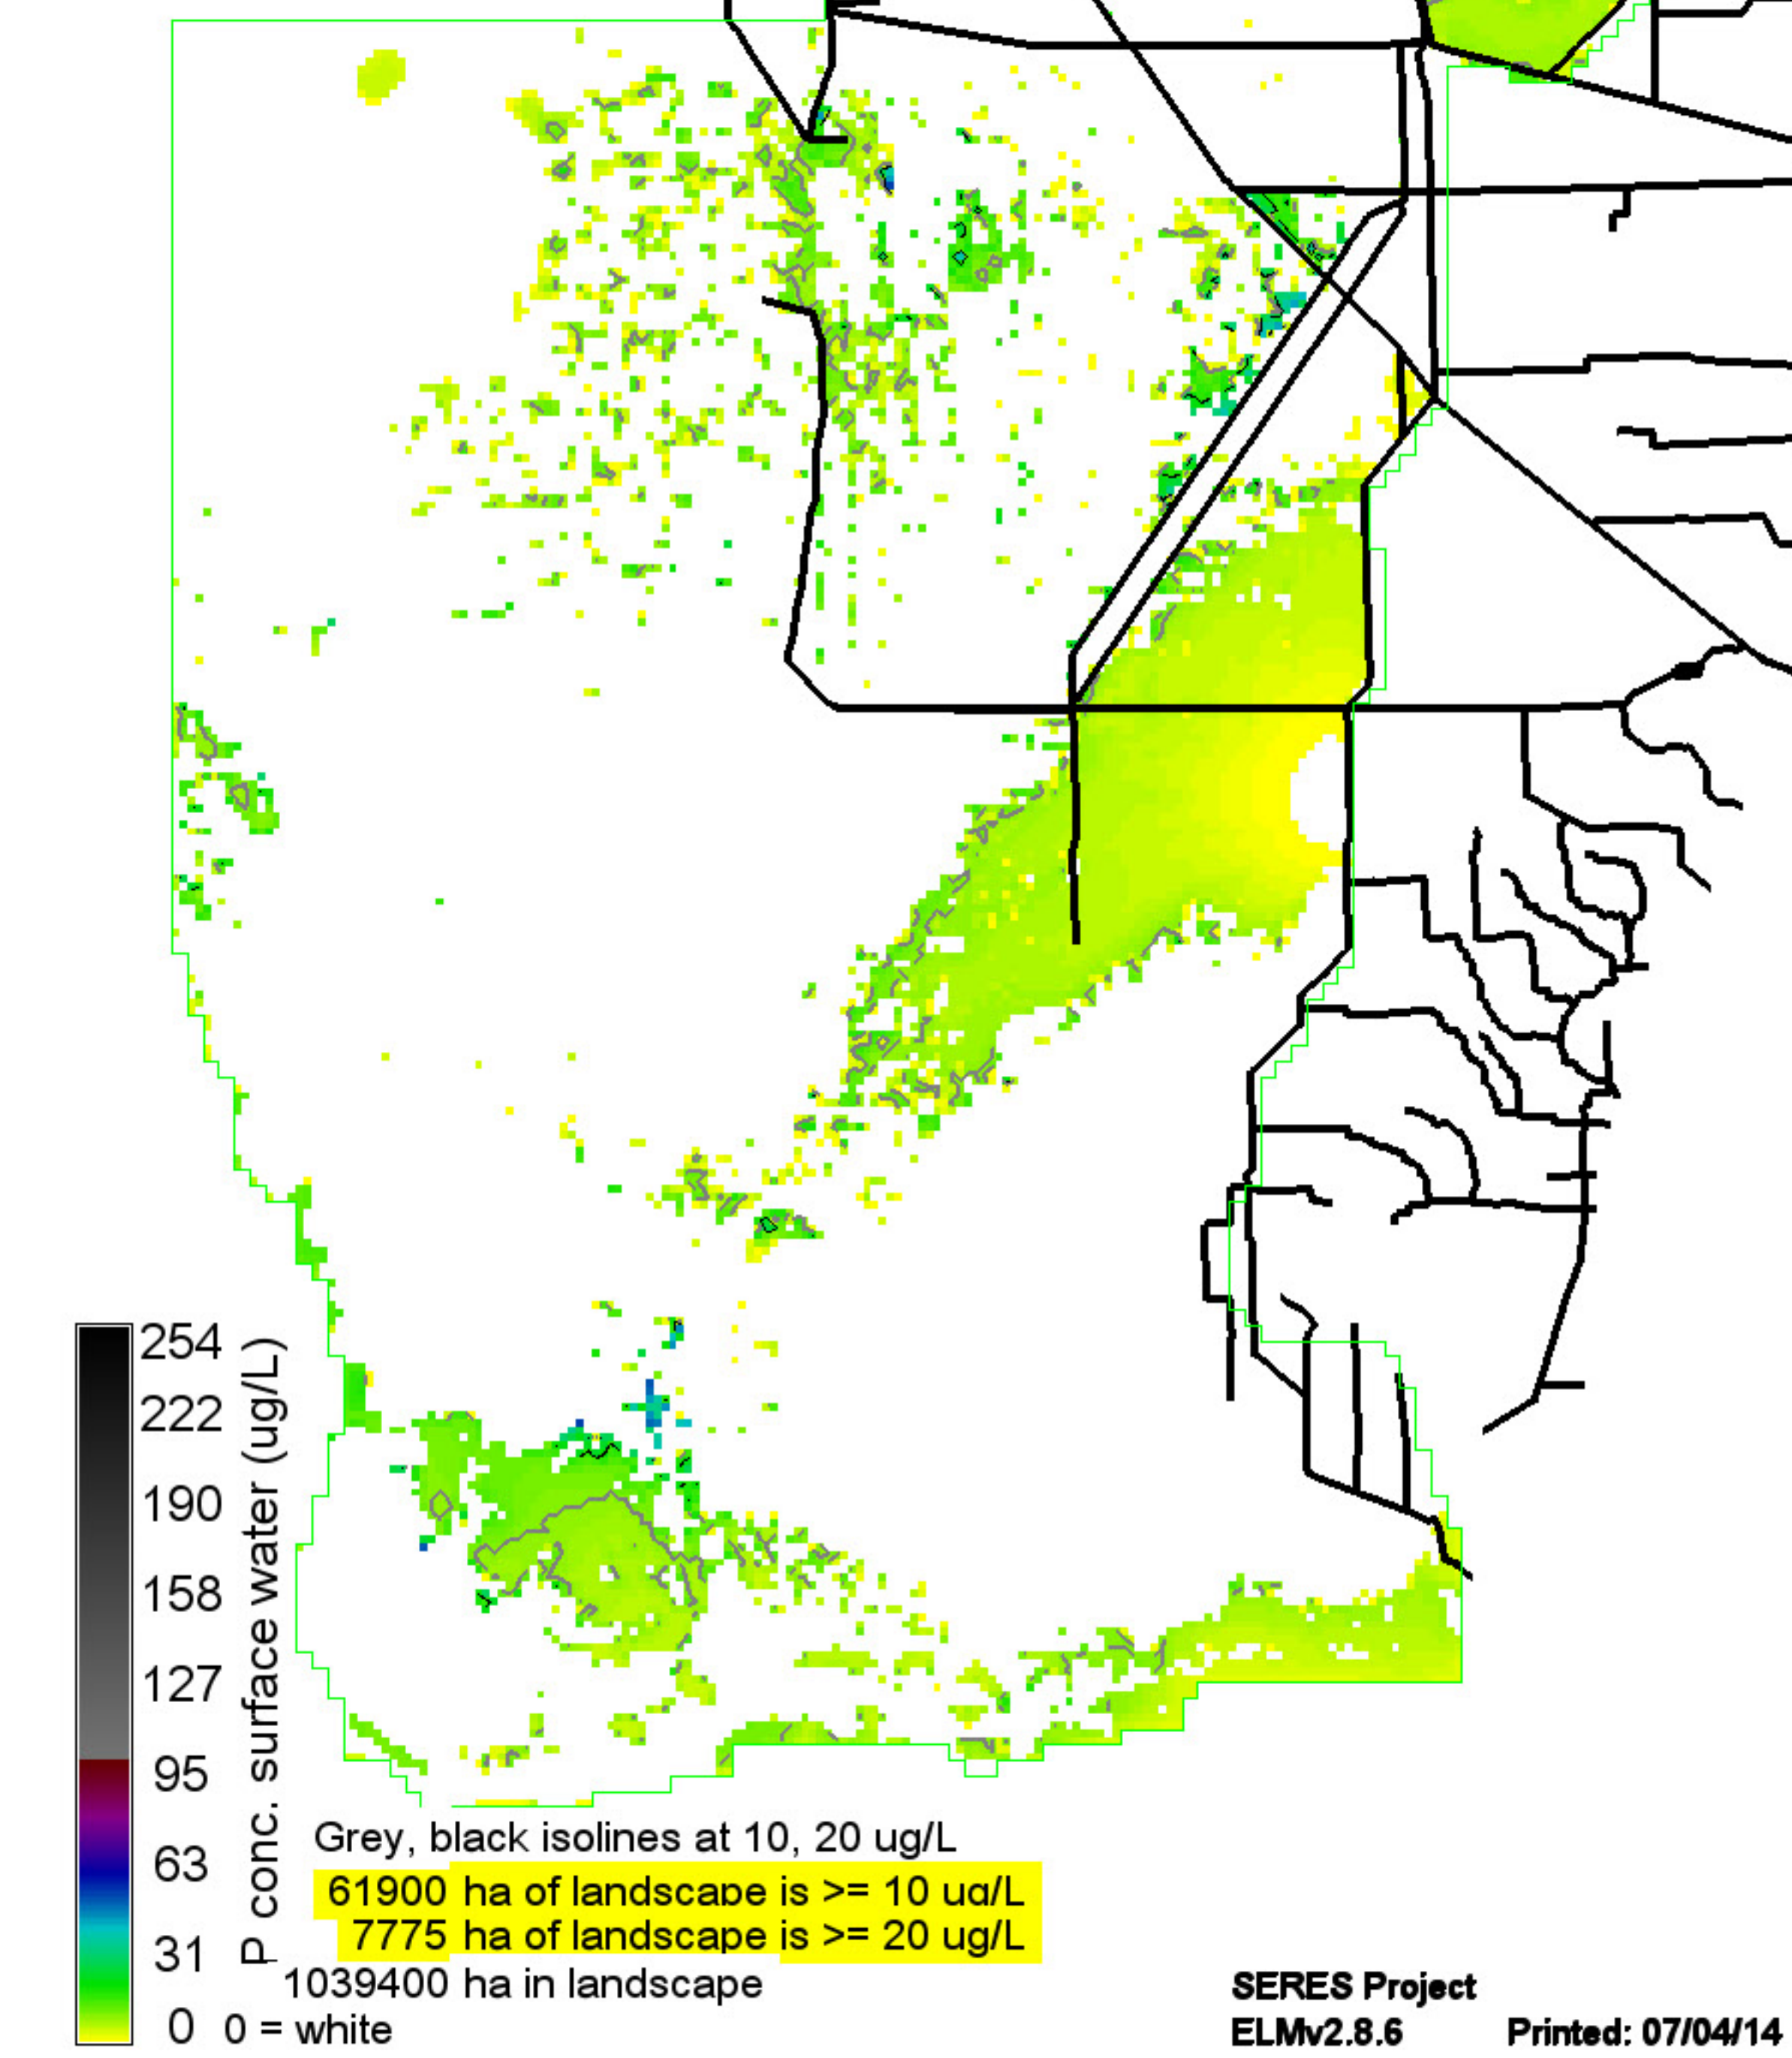 254
222
190
158
127
95
63
31
0
P conc. surface water (ug/L)
0 = white
Grey, black isolines at 10, 20 ug/L
61900 ha of landscape is >= 10 ug/L
7775 ha of landscape is >= 20 ug/L
1039400 ha in landscape
SERES Project
ELMv2.8.6 Printed: 07/04/14